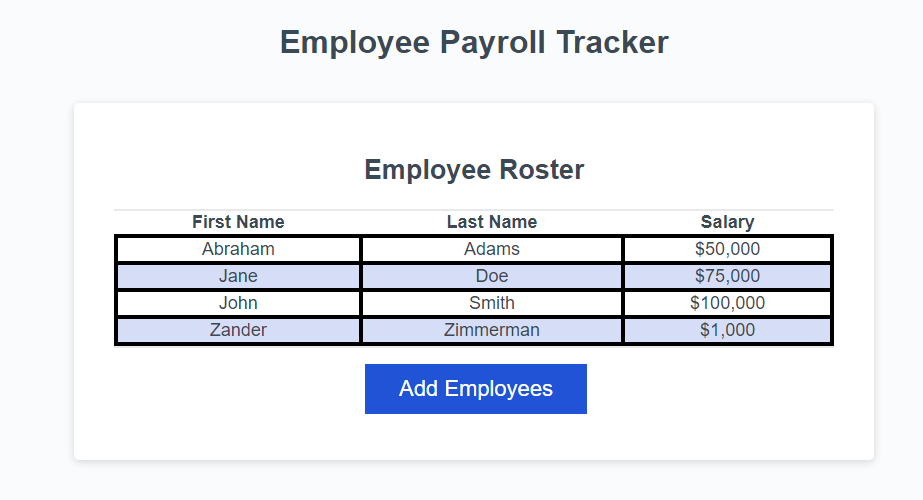 Employee Payroll Tracker
Employee Roster
First Name Last Name Salary
Abraham Adams $50,000
Jane Doe $75,000
John Smith $100,000
Zander Zimmerman $1,000
Add Employees